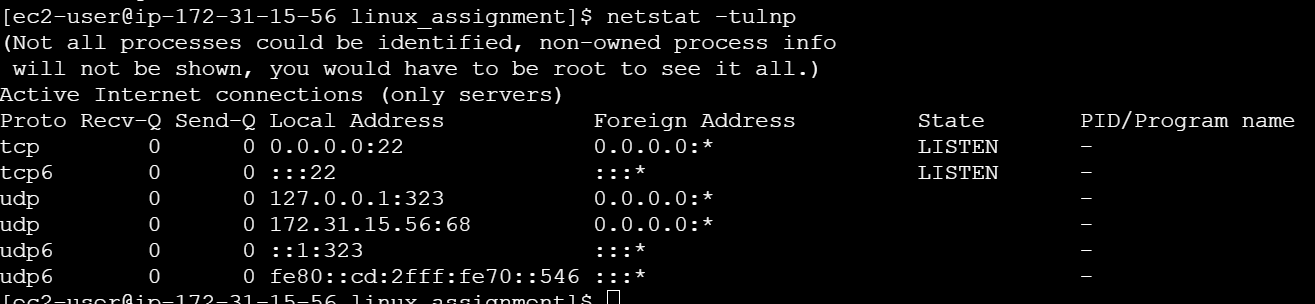 [ec2-user@ip-172-31-15-56 linux_assignment]$ netstat -tulnp
(Not all processes could be identified, non-owned process info
 will not be shown, you would have to be root to see it all.)
Active Internet connections (only servers)
Proto Recv-Q Send-Q Local Address           Foreign Address         State       PID/Program name
tcp        0      0 0.0.0.0:22              0.0.0.0:*               LISTEN      -
tcp6       0      0 :::22                   :::*                    LISTEN      -
udp        0      0 127.0.0.1:323           0.0.0.0:*                           -
udp        0      0 172.31.15.56:68         0.0.0.0:*                           -
udp6       0      0 ::1:323                 :::*                                -
udp6       0      0 fe80::cd:2fff:fe70::546 :::*                                -
[ec2-user@ip-172-31-15-56 linux_assignment]$